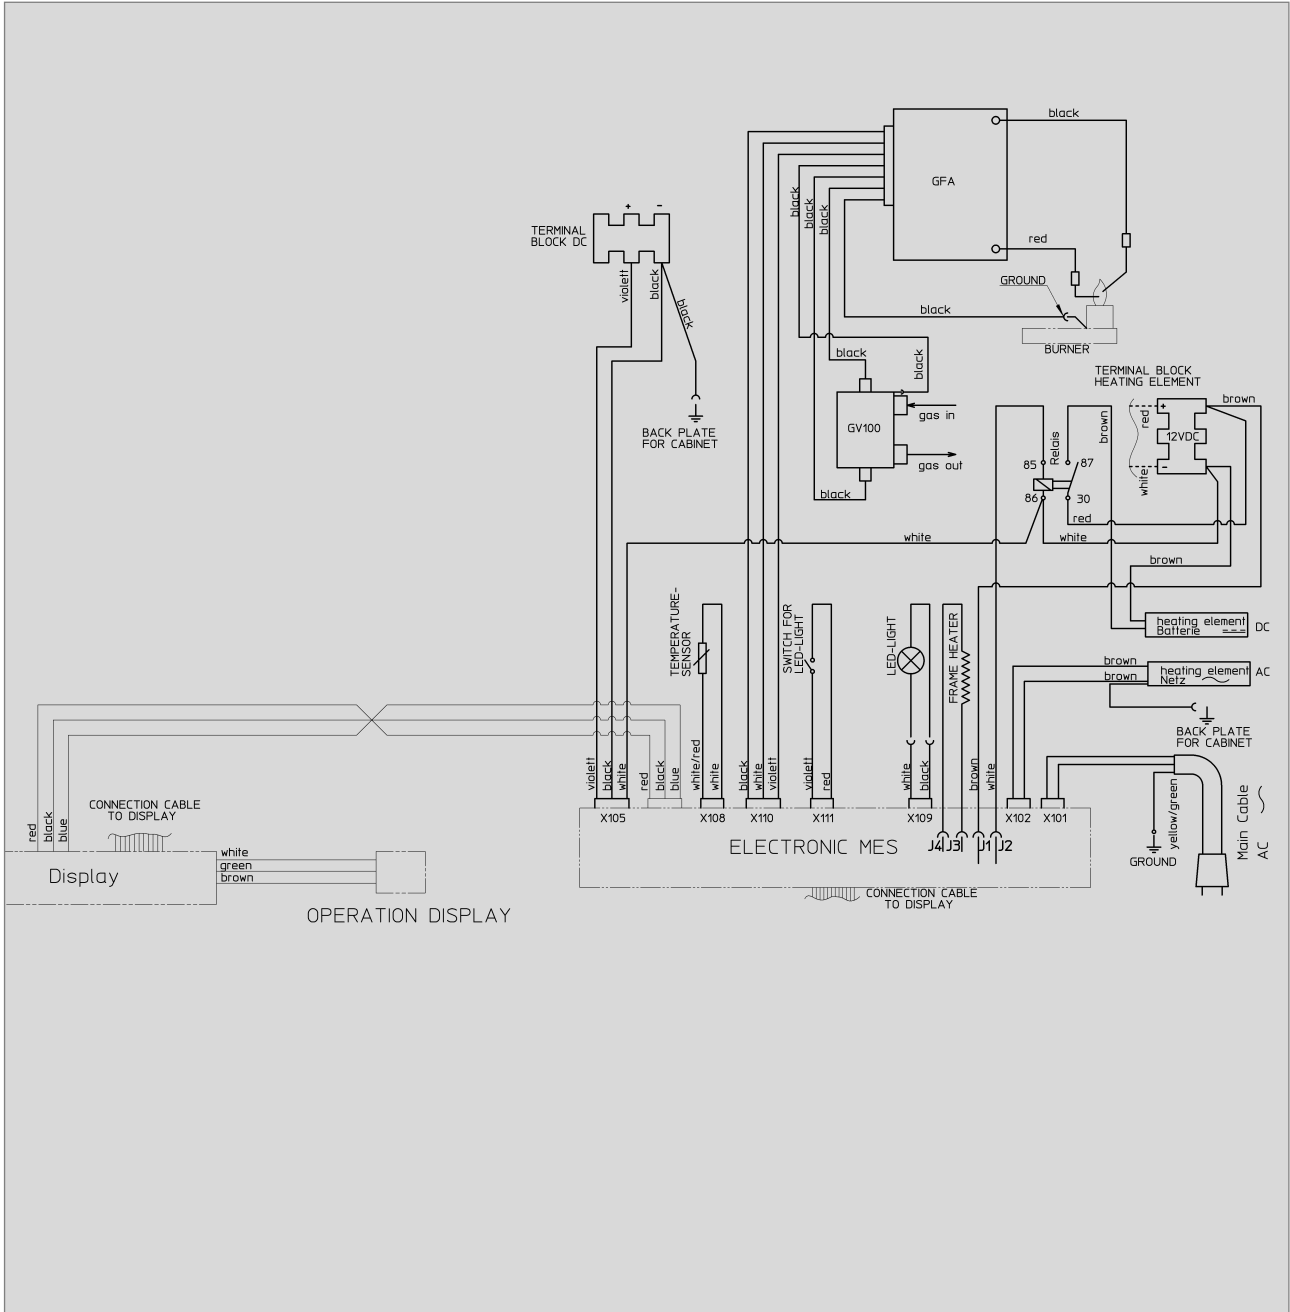 black
GFA
red
GROUND
black
BURNER
black
black
black
+ -
TERMINAL
BLOCK DC
violett
black
black
BACK PLATE
FOR CABINET
black
black
GV100
gas in
gas out
black
TERMINAL BLOCK
HEATING ELEMENT
brown
red
+
12VDC
-
white
brown
Relais
85
87
86
30
red
white
white
brown
heating element
Batterie
DC
brown
brown
heating element
Netz
AC
BACK PLATE
FOR CABINET
TEMPERATURE-
SENSOR
SWITCH FOR
LED-LIGHT
LED-LIGHT
FRAME HEATER
violett
black
white
red
black
blue
white/red
white
black
white
violett
violett
red
white
black
brown
white
X105
X108
X110
X111
X109
X102
X101
ELECTRONIC MES
J4
J3
J1
J2
yellow/green
GROUND
Main Cable
AC
CONNECTION CABLE
TO DISPLAY
CONNECTION CABLE
TO DISPLAY
red
black
blue
Display
white
green
brown
OPERATION DISPLAY